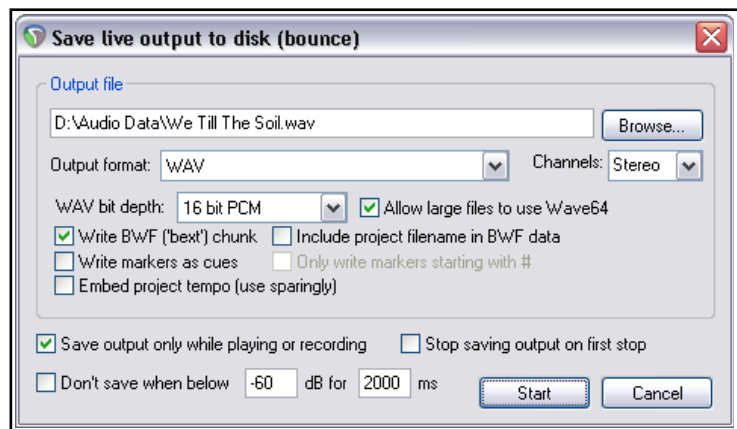 Save live output to disk (bounce)
Output file
D:\Audio Data\We Till The Soil.wav
Browse...
Output format: WAV
Channels: Stereo
WAV bit depth: 16 bit PCM
Allow large files to use Wave64
Write BWF ('bext') chunk
Include project filename in BWF data
Write markers as cues
Only write markers starting with #
Embed project tempo (use sparingly)
Save output only while playing or recording
Stop saving output on first stop
Don't save when below -60 dB for 2000 ms
Start
Cancel